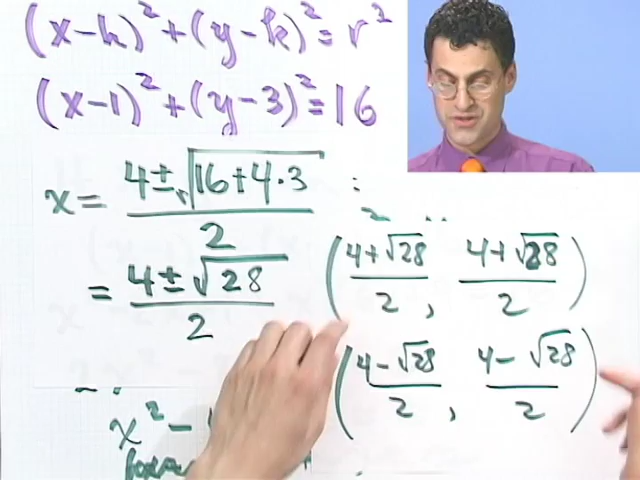 (x-h)²+(y-k)²=r²
(x-1)²+(y-3)²=16
x= (4±√(16+4·3))/2
= (4±√28)/2
((4+√28)/2, (4+√28)/2)
((4-√28)/2, (4-√28)/2)
x²-